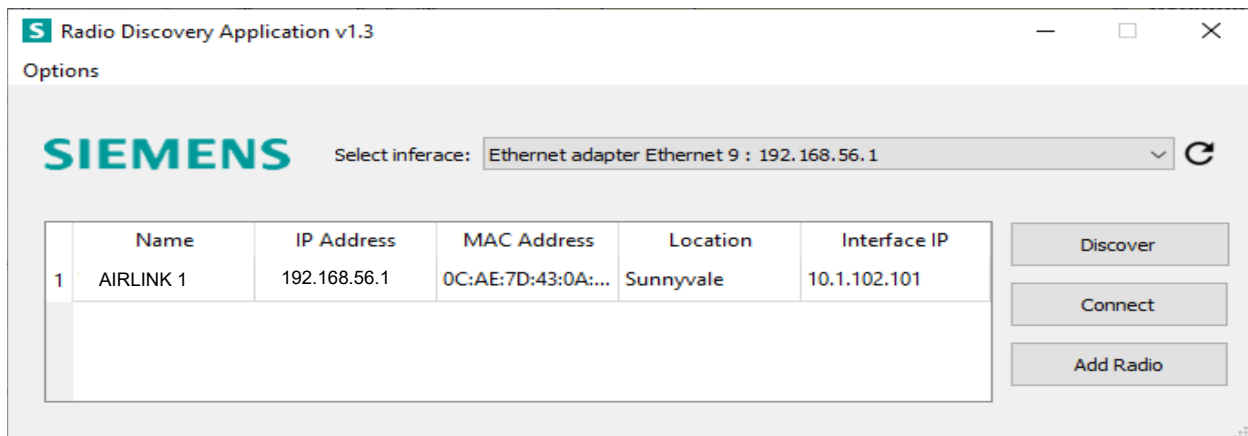 S Radio Discovery Application v1.3
Options
SIEMENS Select inferace: Ethernet adapter Ethernet 9 : 192.168.56.1
Name IP Address MAC Address Location Interface IP Discover
1 AIRLINK 1 192.168.56.1 0C:AE:7D:43:0A:... Sunnyvale 10.1.102.101
Connect
Add Radio